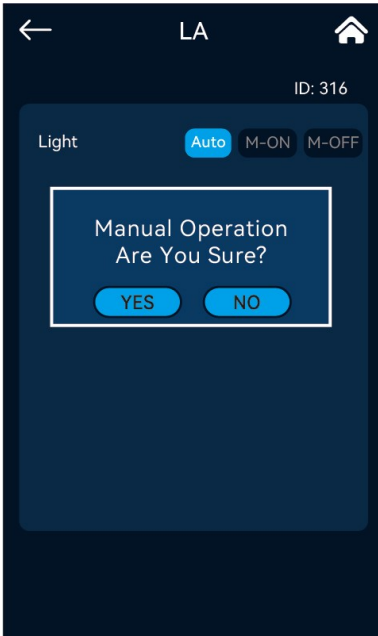 LA
ID: 316
Light Auto M-ON M-OFF
Manual Operation
Are You Sure?
YES NO